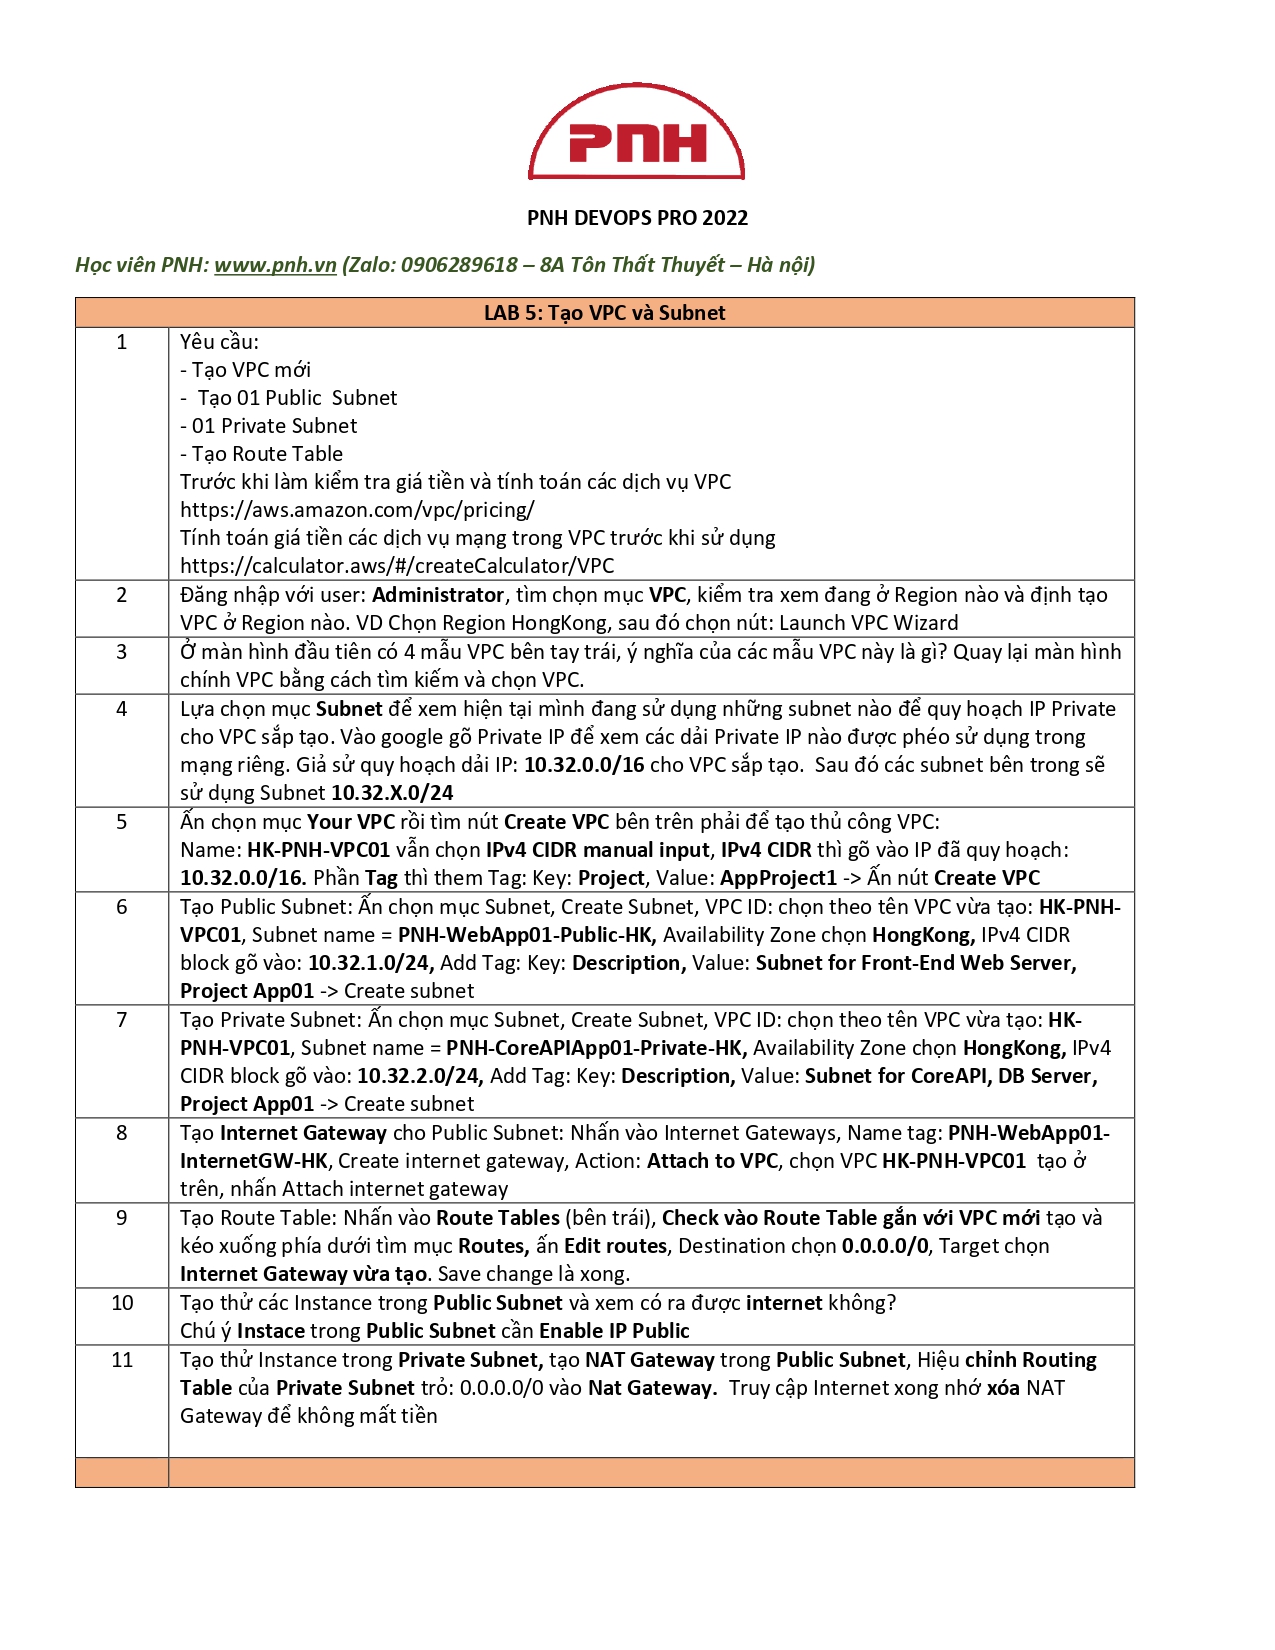 PNH
PNH DEVOPS PRO 2022
Học viên PNH: www.pnh.vn (Zalo: 0906289618 – 8A Tôn Thất Thuyết – Hà nội)
LAB 5: Tạo VPC và Subnet
1
Yêu cầu:
- Tạo VPC mới
- Tạo 01 Public Subnet
- 01 Private Subnet
- Tạo Route Table
Trước khi làm kiểm tra giá tiền và tính toán các dịch vụ VPC
https://aws.amazon.com/vpc/pricing/
Tính toán giá tiền các dịch vụ mạng trong VPC trước khi sử dụng
https://calculator.aws/#/createCalculator/VPC
2
Đăng nhập với user: Administrator, tìm chọn mục VPC, kiểm tra xem đang ở Region nào và định tạo
VPC ở Region nào. VD Chọn Region HongKong, sau đó chọn nút: Launch VPC Wizard
3
Ở màn hình đầu tiên có 4 mẫu VPC bên tay trái, ý nghĩa của các mẫu VPC này là gì? Quay lại màn hình
chính VPC bằng cách tìm kiếm và chọn VPC.
4
Lựa chọn mục Subnet để xem hiện tại mình đang sử dụng những subnet nào để quy hoạch IP Private
cho VPC sắp tạo. Vào google gõ Private IP để xem các dải Private IP nào được phéo sử dụng trong
mạng riêng. Giả sử quy hoạch dải IP: 10.32.0.0/16 cho VPC sắp tạo. Sau đó các subnet bên trong sẽ
sử dụng Subnet 10.32.X.0/24
5
Ấn chọn mục Your VPC rồi tìm nút Create VPC bên trên phải để tạo thủ công VPC:
Name: HK-PNH-VPC01 vẫn chọn IPv4 CIDR manual input, IPv4 CIDR thì gõ vào IP đã quy hoạch:
10.32.0.0/16. Phần Tag thì them Tag: Key: Project, Value: AppProject1 -> Ấn nút Create VPC
6
Tạo Public Subnet: Ấn chọn mục Subnet, Create Subnet, VPC ID: chọn theo tên VPC vừa tạo: HK-PNH-
VPC01, Subnet name = PNH-WebApp01-Public-HK, Availability Zone chọn HongKong, IPv4 CIDR
block gõ vào: 10.32.1.0/24, Add Tag: Key: Description, Value: Subnet for Front-End Web Server,
Project App01 -> Create subnet
7
Tạo Private Subnet: Ấn chọn mục Subnet, Create Subnet, VPC ID: chọn theo tên VPC vừa tạo: HK-
PNH-VPC01, Subnet name = PNH-CoreAPIApp01-Private-HK, Availability Zone chọn HongKong, IPv4
CIDR block gõ vào: 10.32.2.0/24, Add Tag: Key: Description, Value: Subnet for CoreAPI, DB Server,
Project App01 -> Create subnet
8
Tạo Internet Gateway cho Public Subnet: Nhấn vào Internet Gateways, Name tag: PNH-WebApp01-
InternetGW-HK, Create internet gateway, Action: Attach to VPC, chọn VPC HK-PNH-VPC01 tạo ở
trên, nhấn Attach internet gateway
9
Tạo Route Table: Nhấn vào Route Tables (bên trái), Check vào Route Table gắn với VPC mới tạo và
kéo xuống phía dưới tìm mục Routes, ấn Edit routes, Destination chọn 0.0.0.0/0, Target chọn
Internet Gateway vừa tạo. Save change là xong.
10
Tạo thử các Instance trong Public Subnet và xem có ra được internet không?
Chú ý Instace trong Public Subnet cần Enable IP Public
11
Tạo thử Instance trong Private Subnet, tạo NAT Gateway trong Public Subnet, Hiệu chỉnh Routing
Table của Private Subnet trỏ: 0.0.0.0/0 vào Nat Gateway. Truy cập Internet xong nhớ xóa NAT
Gateway để không mất tiền